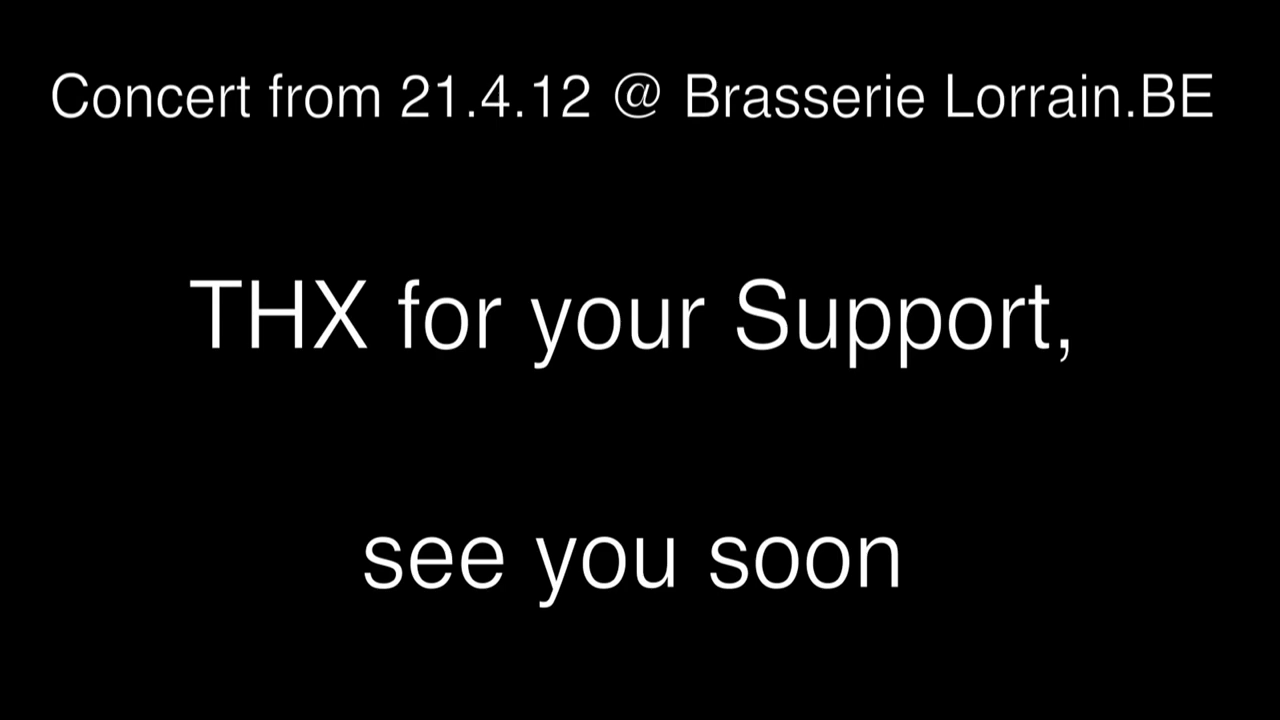 Concert from 21.4.12 @ Brasserie Lorrain.BE
THX for your Support,
see you soon